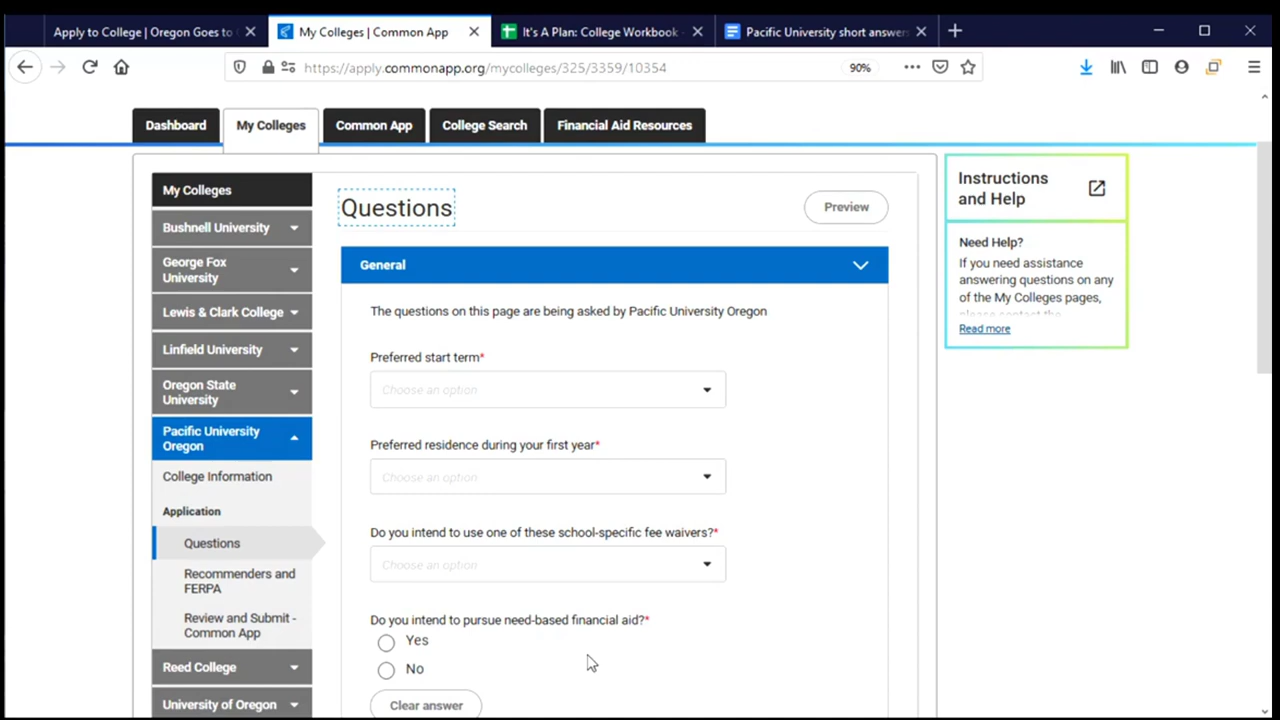 Apply to College | Oregon Goes to
My Colleges | Common App
It's A Plan: College Workbook -
Pacific University short answers
https://apply.commonapp.org/mycolleges/325/3359/10354
90%
Dashboard
My Colleges
Common App
College Search
Financial Aid Resources
My Colleges
Bushnell University
George Fox
University
Lewis & Clark College
Linfield University
Oregon State
University
Pacific University
Oregon
College Information
Application
Questions
Recommenders and
FERPA
Review and Submit -
Common App
Reed College
University of Oregon
Questions
Preview
General
The questions on this page are being asked by Pacific University Oregon
Preferred start term*
Choose an option
Preferred residence during your first year*
Choose an option
Do you intend to use one of these school-specific fee waivers?*
Choose an option
Do you intend to pursue need-based financial aid?*
Yes
No
Clear answer
Instructions
and Help
Need Help?
If you need assistance
answering questions on any
of the My Colleges pages,
please contact the
Read more